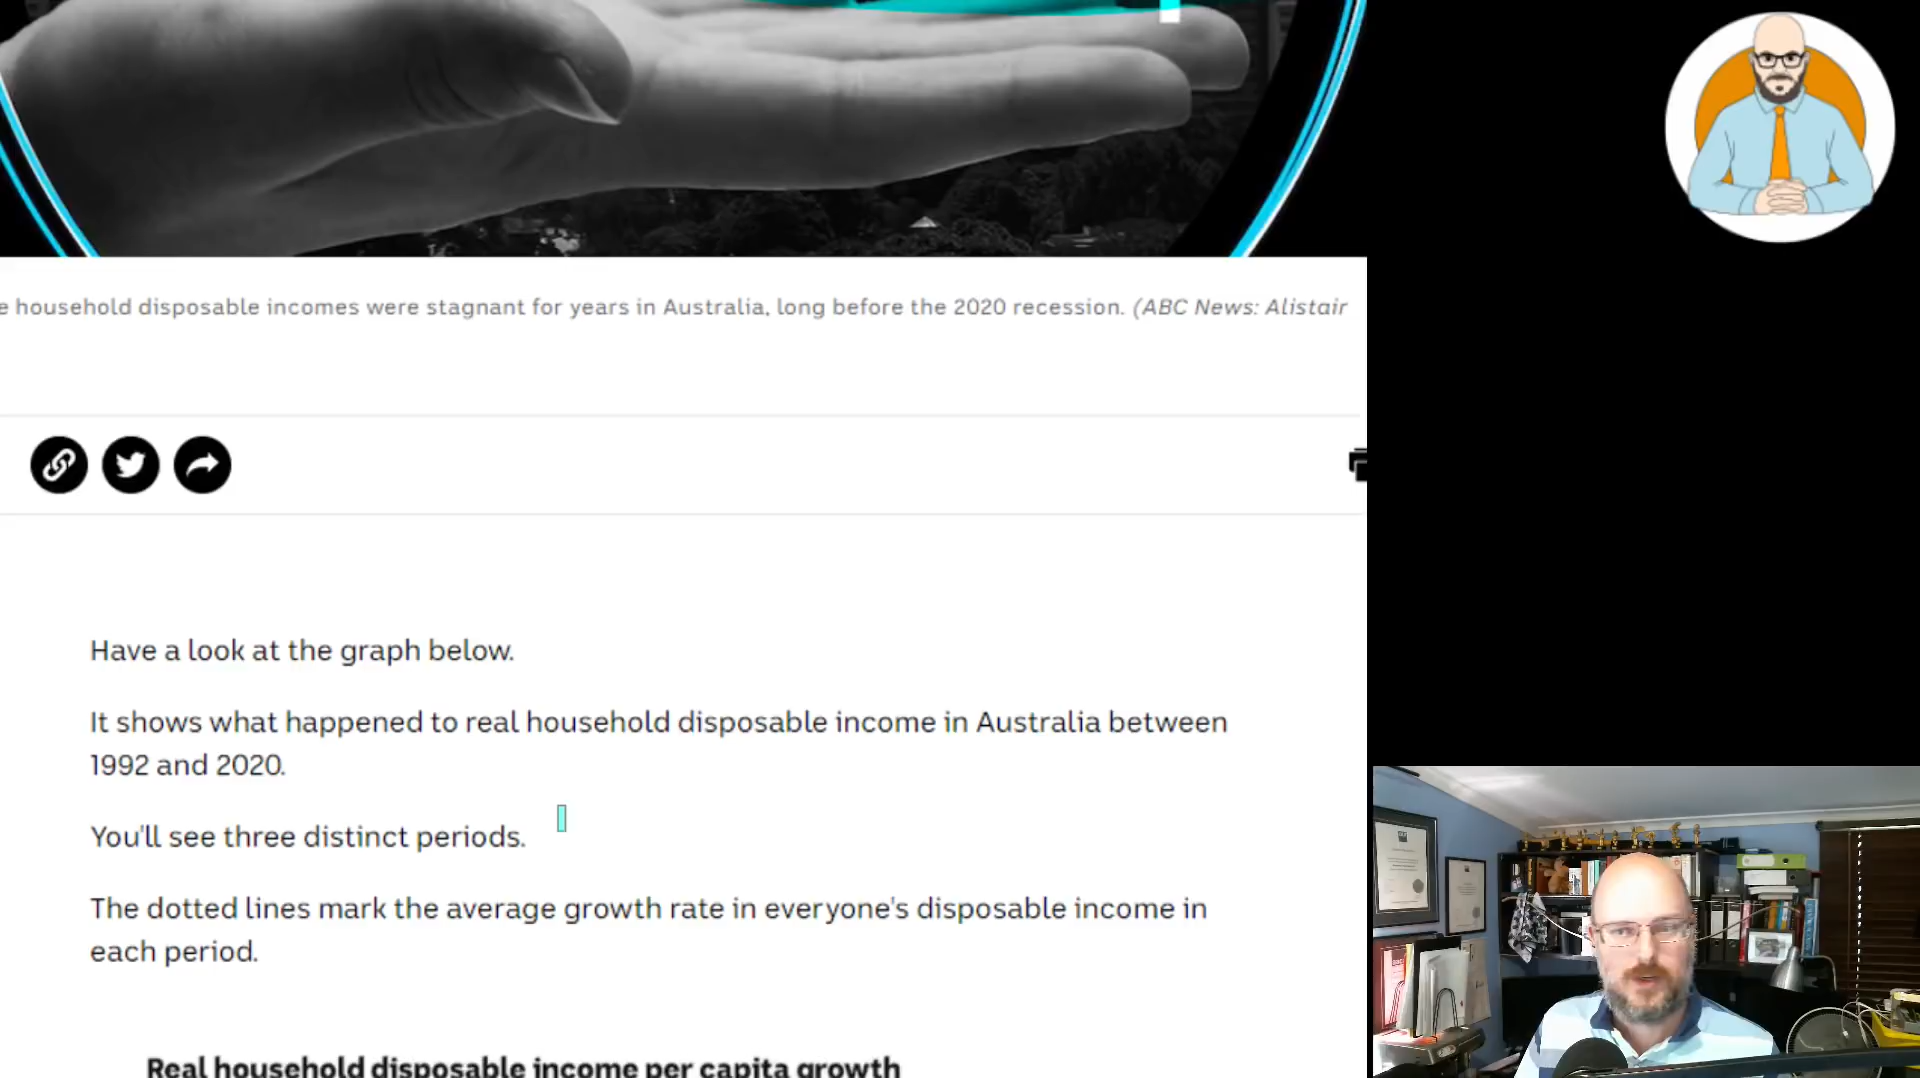 e household disposable incomes were stagnant for years in Australia, long before the 2020 recession. (ABC News: Alistair
Have a look at the graph below.
It shows what happened to real household disposable income in Australia between
1992 and 2020.
You'll see three distinct periods.
The dotted lines mark the average growth rate in everyone's disposable income in
each period.
Real household disposable income per capita growth